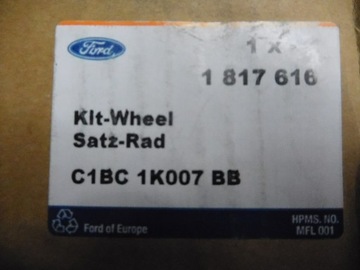 Ford
1 x
1 817 616
Kit-Wheel
Satz-Rad
C1BC 1K007 BB
Ford of Europe
HPMS. NO.
MFL 001